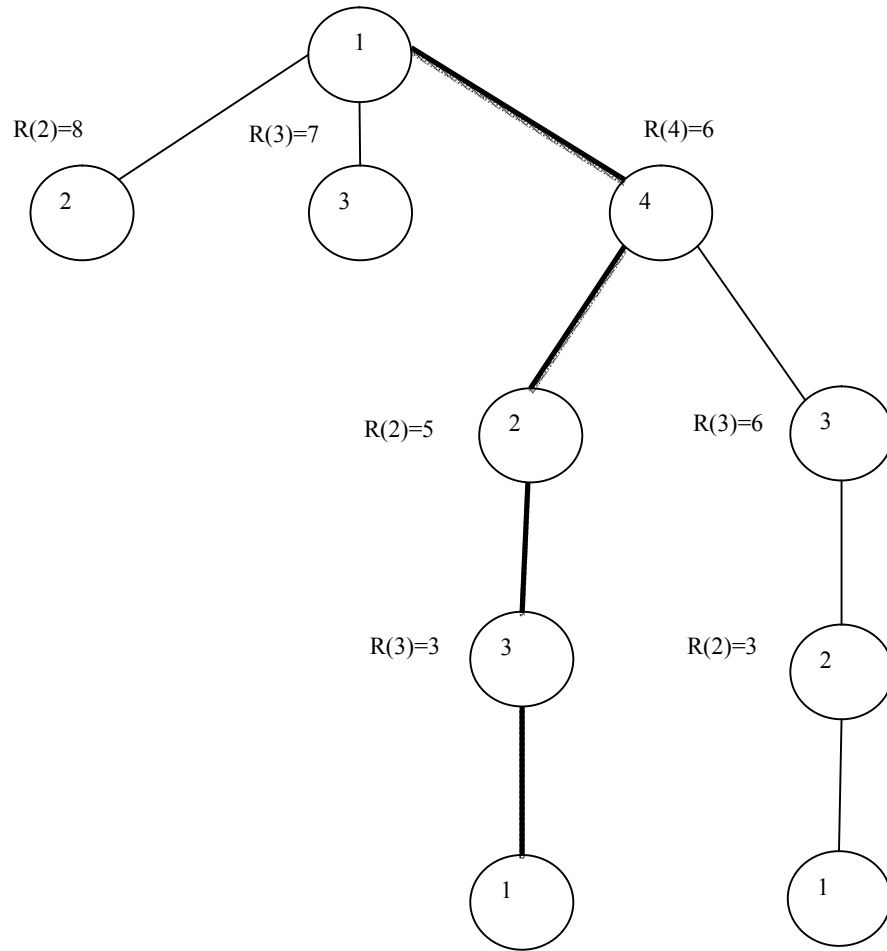 1
R(2)=8
R(3)=7
R(4)=6
2
3
4
R(2)=5
2
R(3)=6
3
R(3)=3
3
R(2)=3
2
1
1